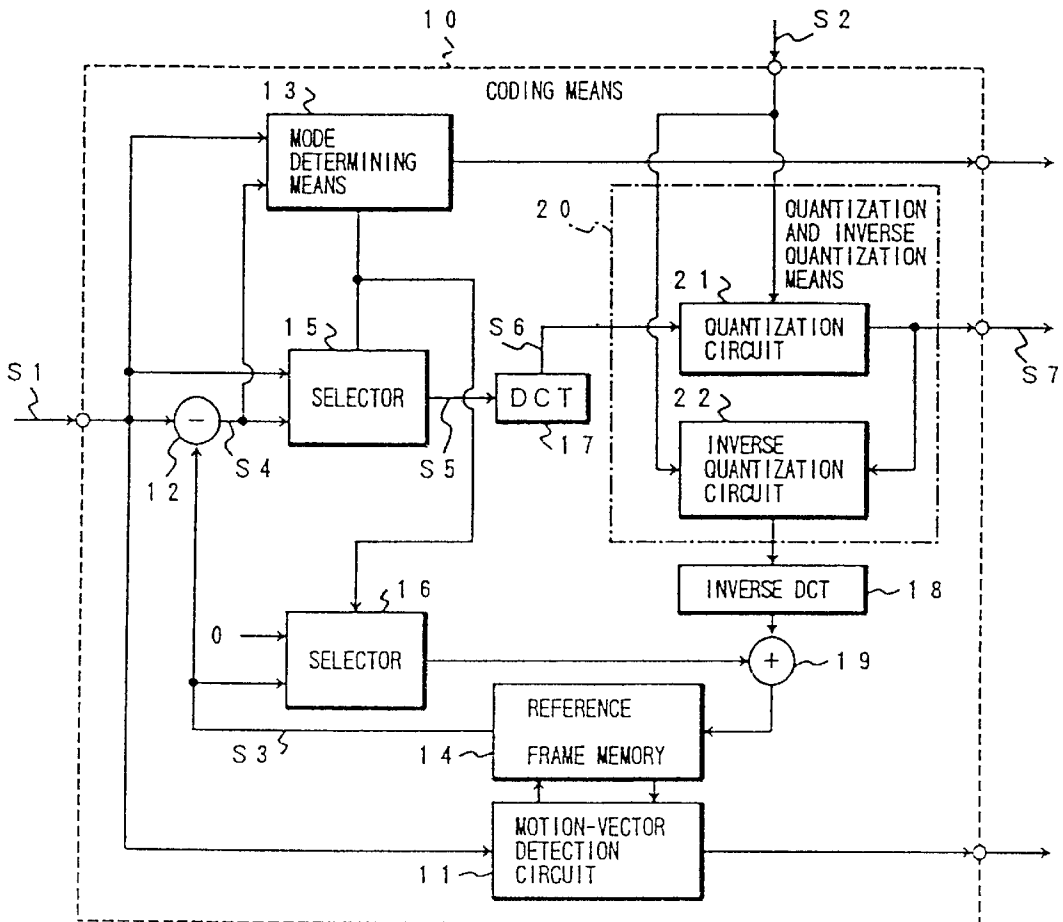 10
S2
CODING MEANS
13
MODE
DETERMINING
MEANS
20
QUANTIZATION
AND INVERSE
QUANTIZATION
MEANS
21
QUANTIZATION
CIRCUIT
15
SELECTOR
S6
S1
S7
DCT
17
22
INVERSE
QUANTIZATION
CIRCUIT
-
12
S4
S5
INVERSE DCT
18
16
0
SELECTOR
+
19
REFERENCE
FRAME MEMORY
S3
14
MOTION-VECTOR
DETECTION
CIRCUIT
11